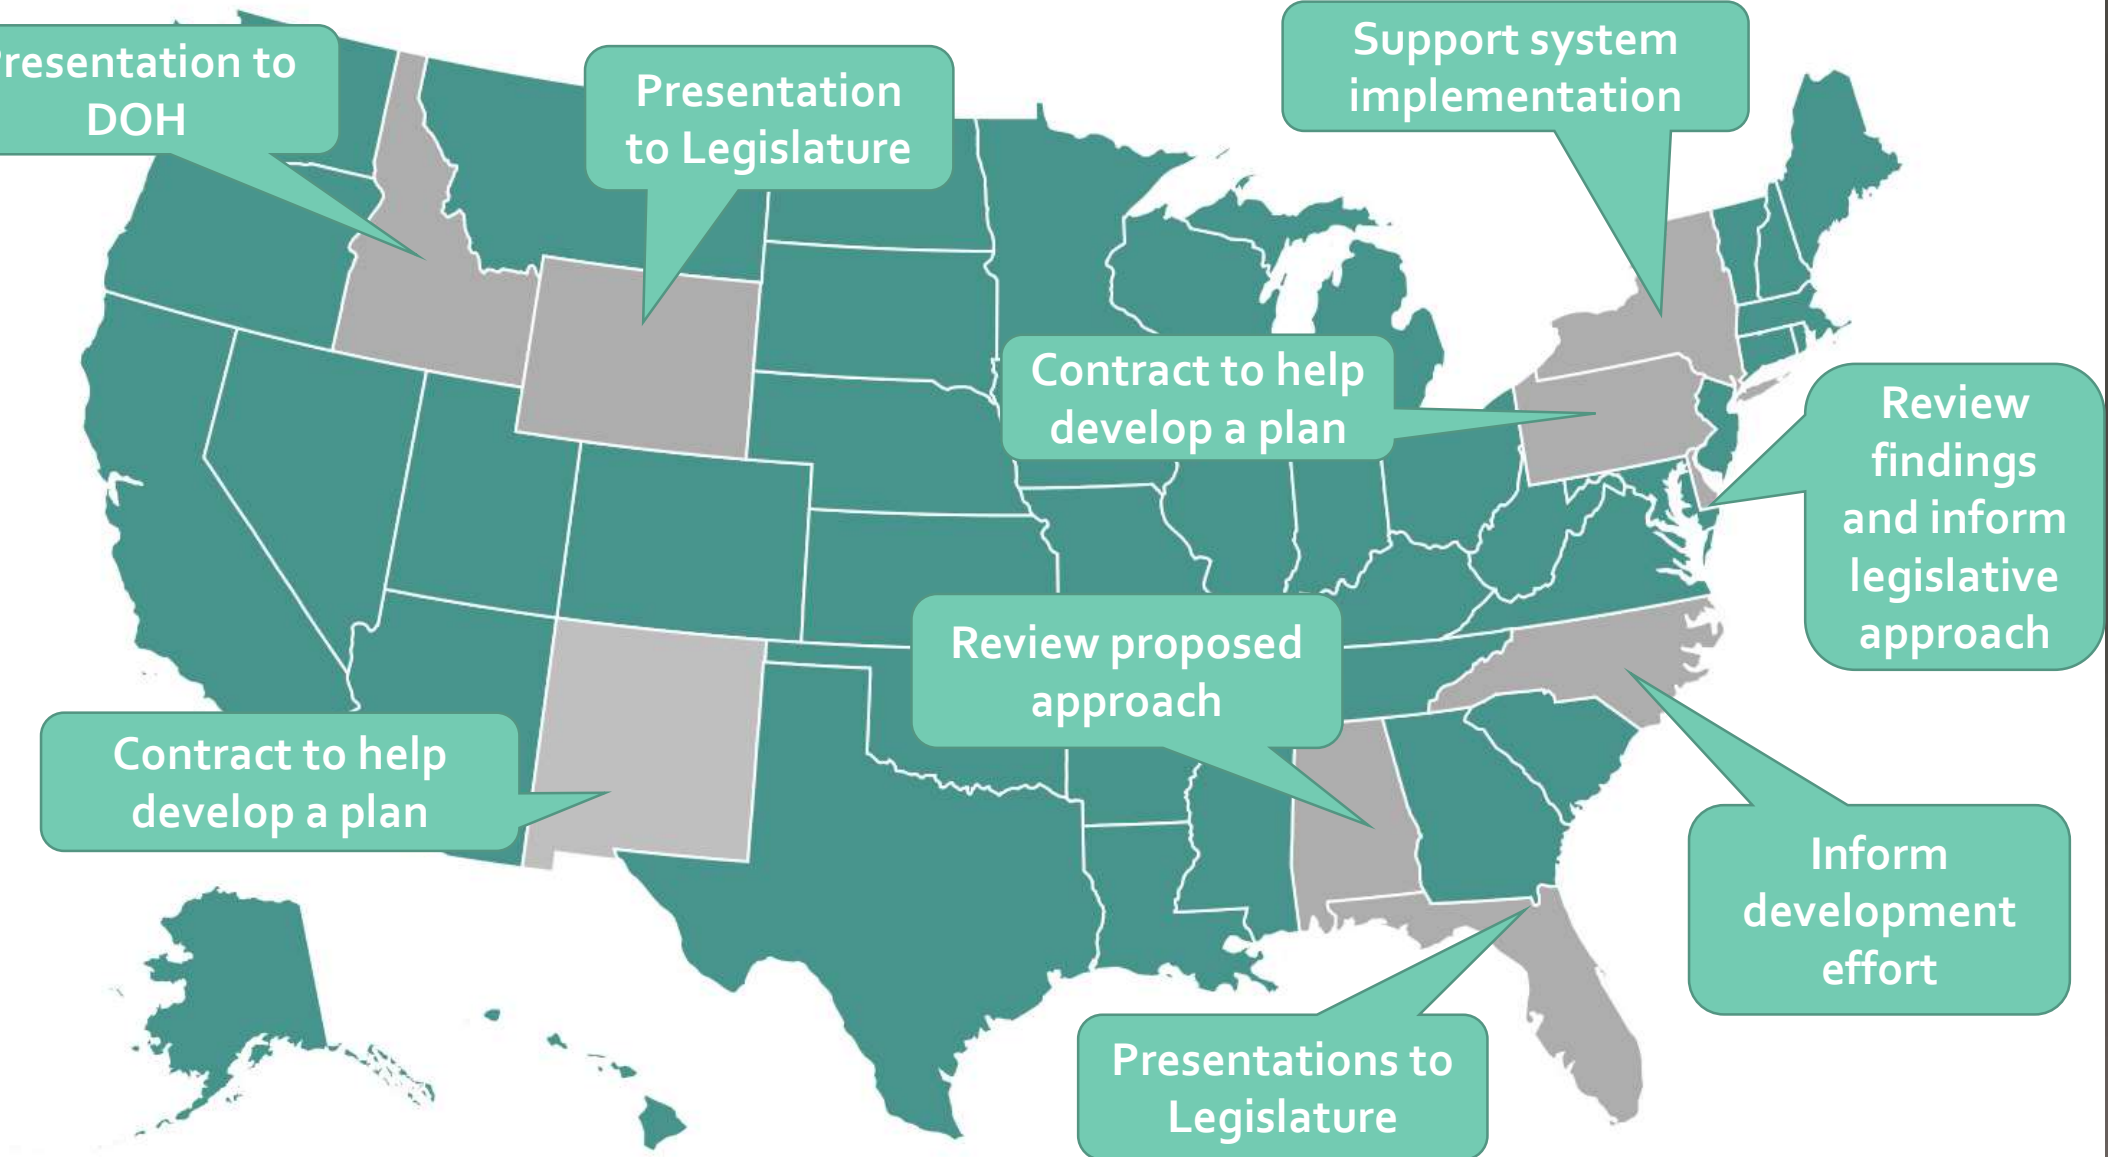 resentation to
DOH
Presentation
to Legislature
Support system
implementation
Contract to help
develop a plan
Review
findings
and inform
legislative
approach
Review proposed
approach
Contract to help
develop a plan
Inform
development
effort
Presentations to
Legislature